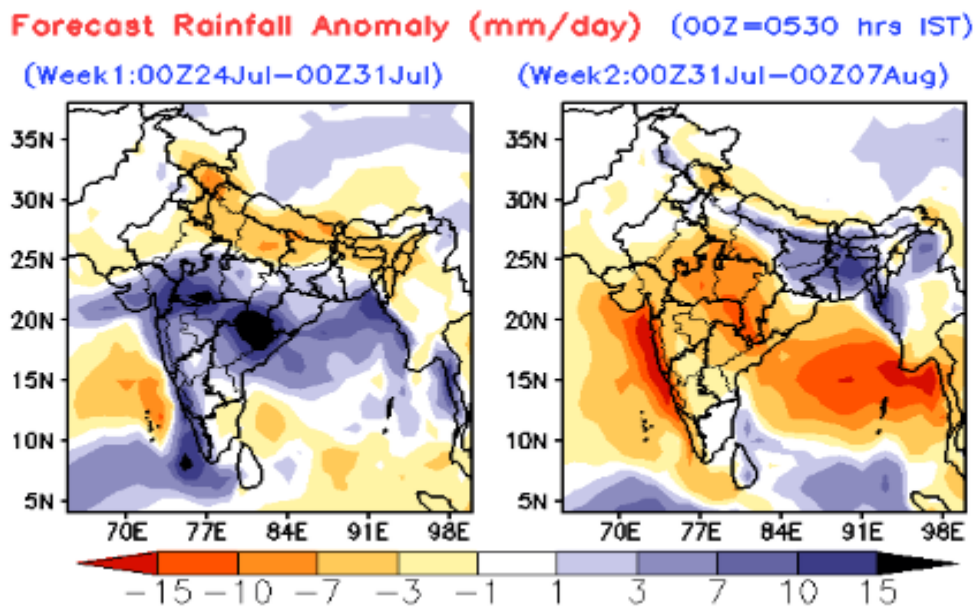 Forecast Rainfall Anomaly (mm/day) (00Z=0530 hrs IST)
(Week1:00Z24Jul-00Z31Jul) (Week2:00Z31Jul-00Z07Aug)
35N 35N
30N 30N
25N 25N
20N 20N
15N 15N
10N 10N
5N 5N
70E 77E 84E 91E 98E 70E 77E 84E 91E 98E
-15 -10 -7 -3 -1 1 3 7 10 15